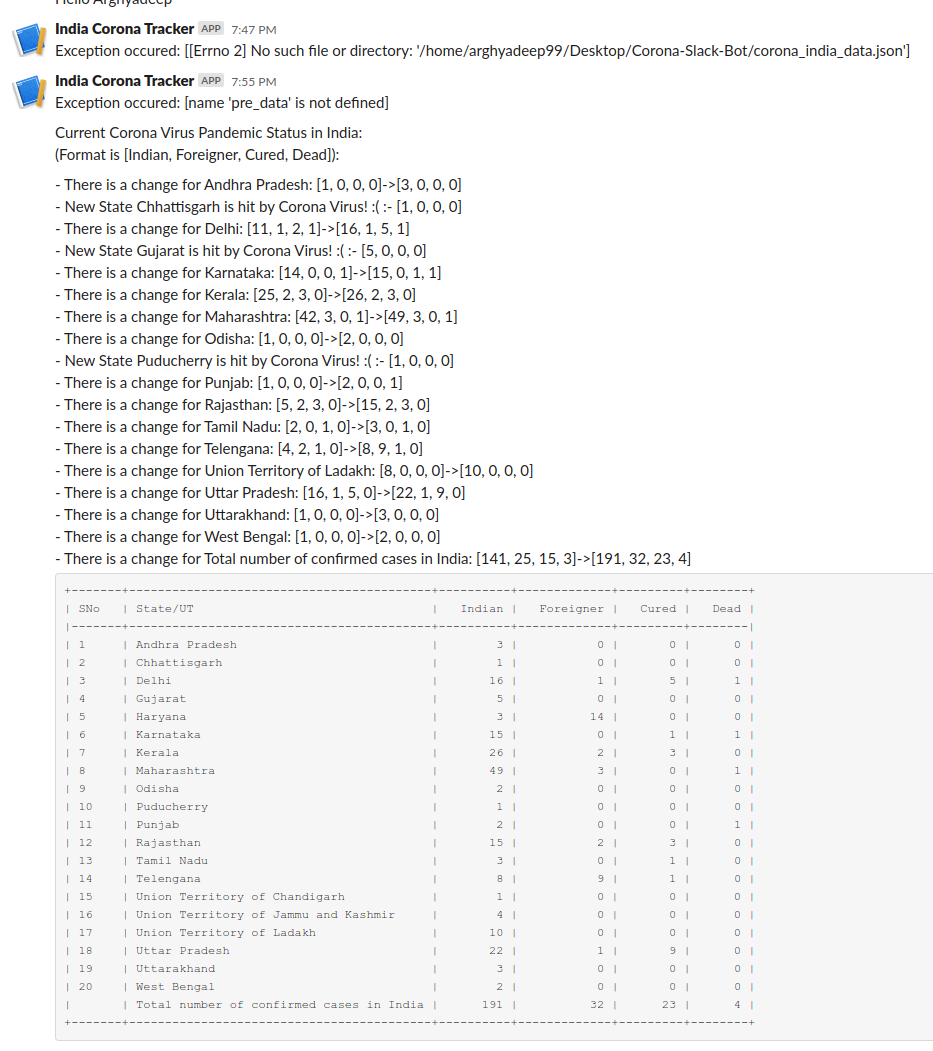 Hello Arghyadeep
India Corona Tracker APP 7:47 PM
Exception occured: [[Errno 2] No such file or directory: '/home/arghyadeep99/Desktop/Corona-Slack-Bot/corona_india_data.json']
India Corona Tracker APP 7:55 PM
Exception occured: [name 'pre_data' is not defined]
Current Corona Virus Pandemic Status in India:
(Format is [Indian, Foreigner, Cured, Dead]):
- There is a change for Andhra Pradesh: [1, 0, 0, 0]->[3, 0, 0, 0]
- New State Chhattisgarh is hit by Corona Virus! :( :- [1, 0, 0, 0]
- There is a change for Delhi: [11, 1, 2, 1]->[16, 1, 5, 1]
- New State Gujarat is hit by Corona Virus! :( :- [5, 0, 0, 0]
- There is a change for Karnataka: [14, 0, 0, 1]->[15, 0, 1, 1]
- There is a change for Kerala: [25, 2, 3, 0]->[26, 2, 3, 0]
- There is a change for Maharashtra: [42, 3, 0, 1]->[49, 3, 0, 1]
- There is a change for Odisha: [1, 0, 0, 0]->[2, 0, 0, 0]
- New State Puducherry is hit by Corona Virus! :( :- [1, 0, 0, 0]
- There is a change for Punjab: [1, 0, 0, 0]->[2, 0, 0, 1]
- There is a change for Rajasthan: [5, 2, 3, 0]->[15, 2, 3, 0]
- There is a change for Tamil Nadu: [2, 0, 1, 0]->[3, 0, 1, 0]
- There is a change for Telengana: [4, 2, 1, 0]->[8, 9, 1, 0]
- There is a change for Union Territory of Ladakh: [8, 0, 0, 0]->[10, 0, 0, 0]
- There is a change for Uttar Pradesh: [16, 1, 5, 0]->[22, 1, 9, 0]
- There is a change for Uttarakhand: [1, 0, 0, 0]->[3, 0, 0, 0]
- There is a change for West Bengal: [1, 0, 0, 0]->[2, 0, 0, 0]
- There is a change for Total number of confirmed cases in India: [141, 25, 15, 3]->[191, 32, 23, 4]
| SNo | State/UT | Indian | Foreigner | Cured | Dead |
| 1 | Andhra Pradesh | 3 | 0 | 0 | 0 |
| 2 | Chhattisgarh | 1 | 0 | 0 | 0 |
| 3 | Delhi | 16 | 1 | 5 | 1 |
| 4 | Gujarat | 5 | 0 | 0 | 0 |
| 5 | Haryana | 3 | 14 | 0 | 0 |
| 6 | Karnataka | 15 | 0 | 1 | 1 |
| 7 | Kerala | 26 | 2 | 3 | 0 |
| 8 | Maharashtra | 49 | 3 | 0 | 1 |
| 9 | Odisha | 2 | 0 | 0 | 0 |
| 10 | Puducherry | 1 | 0 | 0 | 0 |
| 11 | Punjab | 2 | 0 | 0 | 1 |
| 12 | Rajasthan | 15 | 2 | 3 | 0 |
| 13 | Tamil Nadu | 3 | 0 | 1 | 0 |
| 14 | Telengana | 8 | 9 | 1 | 0 |
| 15 | Union Territory of Chandigarh | 1 | 0 | 0 | 0 |
| 16 | Union Territory of Jammu and Kashmir | 4 | 0 | 0 | 0 |
| 17 | Union Territory of Ladakh | 10 | 0 | 0 | 0 |
| 18 | Uttar Pradesh | 22 | 1 | 9 | 0 |
| 19 | Uttarakhand | 3 | 0 | 0 | 0 |
| 20 | West Bengal | 2 | 0 | 0 | 0 |
| | Total number of confirmed cases in India | 191 | 32 | 23 | 4 |